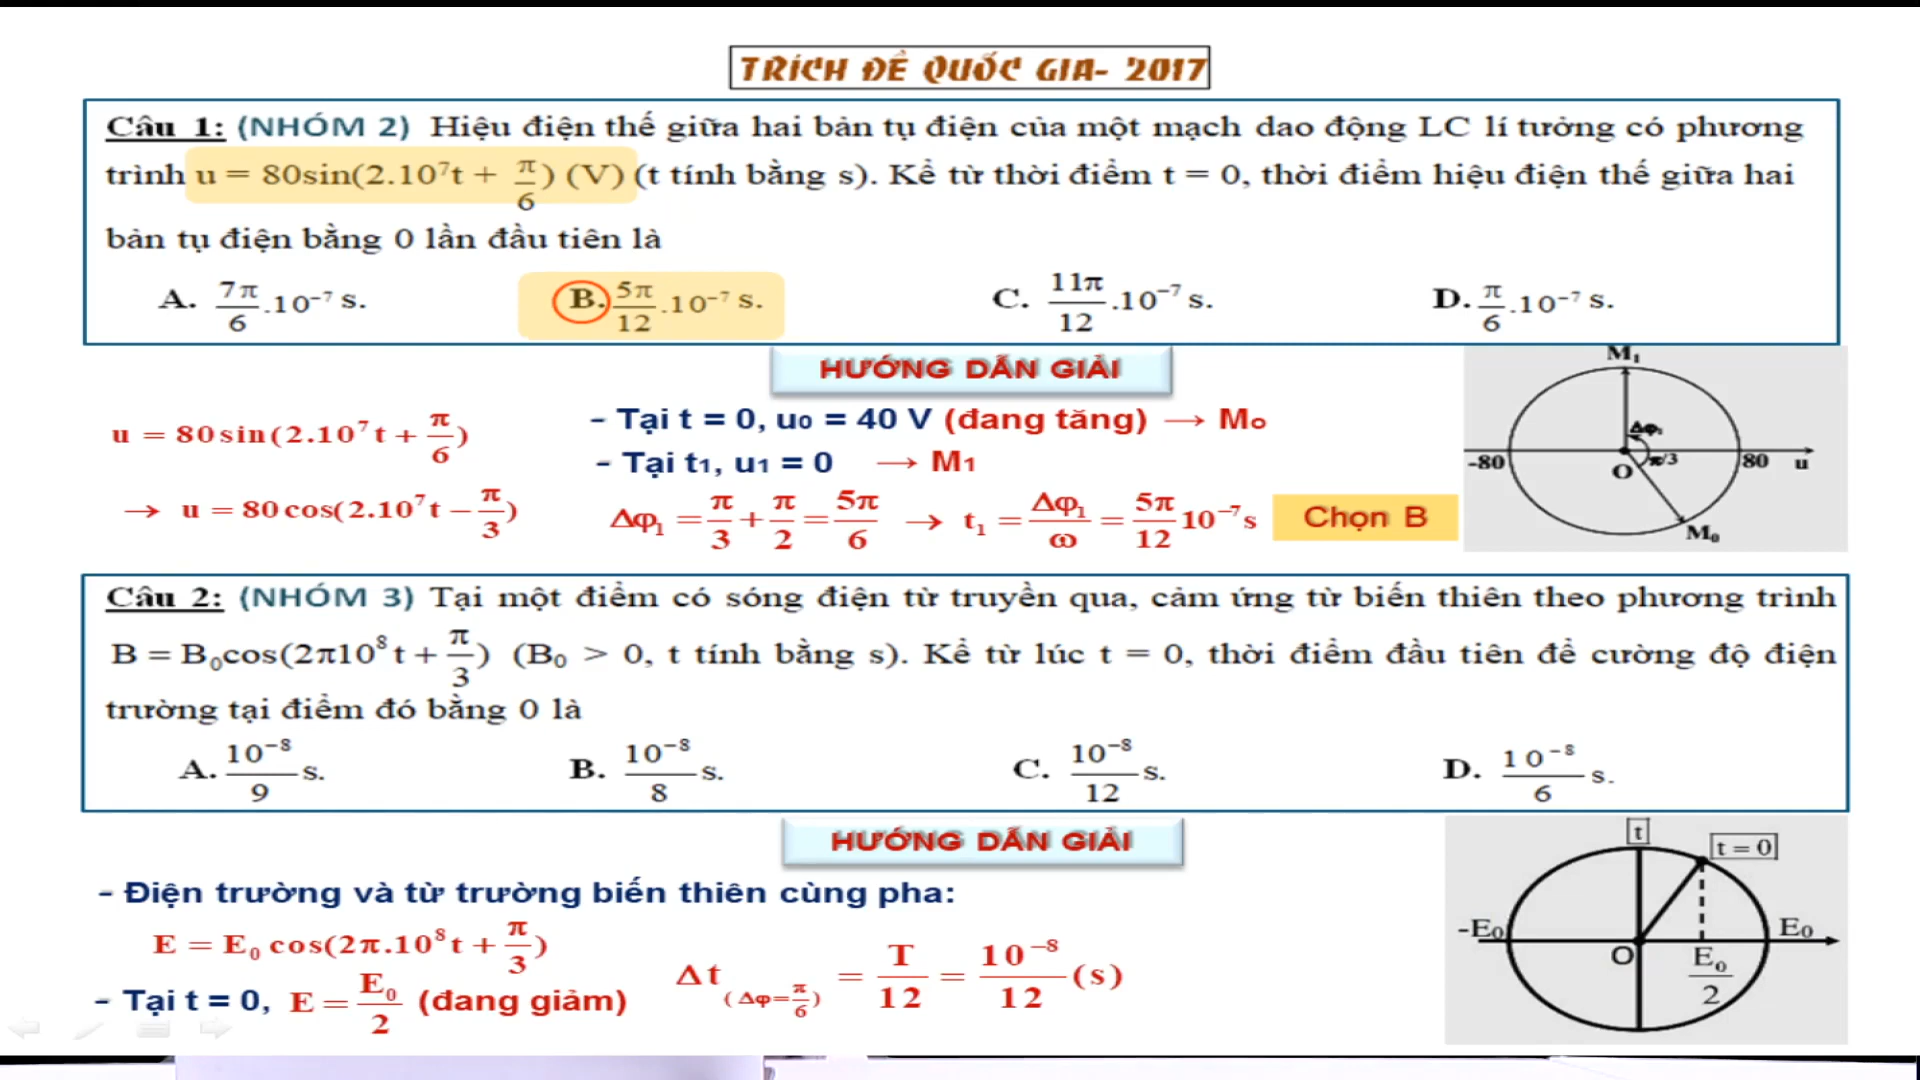 TRÍCH ĐỀ QUỐC GIA- 2017
Câu 1: (NHÓM 2) Hiệu điện thế giữa hai bản tụ điện của một mạch dao động LC lí tưởng có phương
trình u = 80sin(2.10⁷t + π/6) (V) (t tính bằng s). Kể từ thời điểm t = 0, thời điểm hiệu điện thế giữa hai
bản tụ điện bằng 0 lần đầu tiên là
A. 7π/6 .10⁻⁷ s. B. 5π/12 .10⁻⁷ s. C. 11π/12 .10⁻⁷ s. D. π/6 .10⁻⁷ s.
HƯỚNG DẪN GIẢI
u = 80sin(2.10⁷t + π/6)
→ u = 80cos(2.10⁷t − π/3)
- Tại t = 0, u₀ = 40 V (đang tăng) → Mₒ
- Tại t₁, u₁ = 0 → M₁
Δφ₁ = π/3 + π/2 = 5π/6 → t₁ = Δφ₁/ω = 5π/12 10⁻⁷s
Chọn B
M₁
Δφ₁
-80 O π/3 80 u
M₀
Câu 2: (NHÓM 3) Tại một điểm có sóng điện từ truyền qua, cảm ứng từ biến thiên theo phương trình
B = B₀cos(2π10⁸t + π/3) (B₀ > 0, t tính bằng s). Kể từ lúc t = 0, thời điểm đầu tiên để cường độ điện
trường tại điểm đó bằng 0 là
A. 10⁻⁸/9 s. B. 10⁻⁸/8 s. C. 10⁻⁸/12 s. D. 10⁻⁸/6 s.
HƯỚNG DẪN GIẢI
- Điện trường và từ trường biến thiên cùng pha:
E = E₀ cos(2π.10⁸t + π/3)
- Tại t = 0, E = E₀/2 (đang giảm)
Δt (Δφ=π/6) = T/12 = 10⁻⁸/12 (s)
t
t = 0
-E₀ O E₀/2 E₀